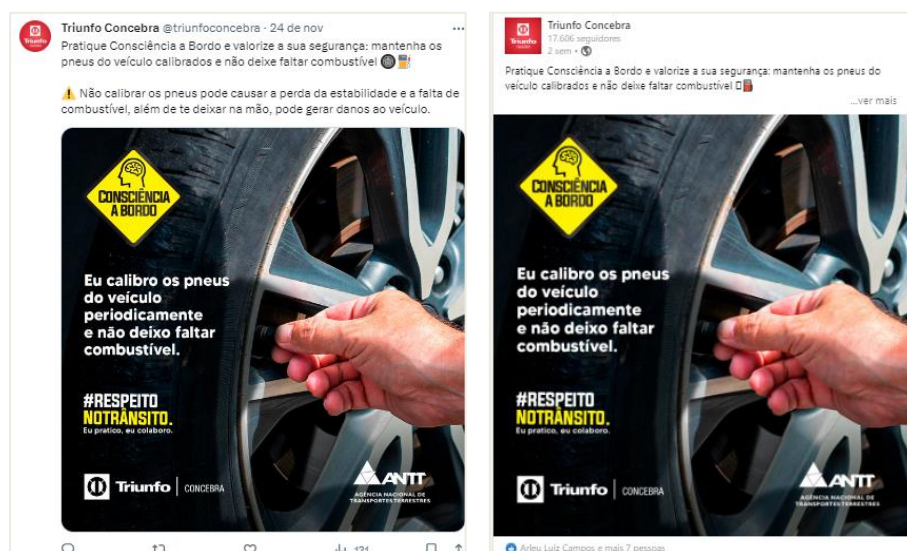 Triunfo Concebra @triunfoconcebra · 24 de nov
Pratique Consciência a Bordo e valorize a sua segurança: mantenha os
pneus do veículo calibrados e não deixe faltar combustível
Não calibrar os pneus pode causar a perda da estabilidade e a falta de
combustível, além de te deixar na mão, pode gerar danos ao veículo.
CONSCIÊNCIA
A BORDO
Eu calibro os pneus
do veículo
periodicamente
e não deixo faltar
combustível.
#RESPEITO
NOTRÂNSITO.
Eu pratico, eu colaboro.
Triunfo | CONCEBRA
ANTT
AGÊNCIA NACIONAL DE
TRANSPORTES TERRESTRES
131
Triunfo Concebra
17.606 seguidores
2 sem •
Pratique Consciência a Bordo e valorize a sua segurança: mantenha os pneus do
veículo calibrados e não deixe faltar combustível
...ver mais
CONSCIÊNCIA
A BORDO
Eu calibro os pneus
do veículo
periodicamente
e não deixo faltar
combustível.
#RESPEITO
NOTRÂNSITO.
Eu pratico, eu colaboro.
Triunfo | CONCEBRA
ANTT
AGÊNCIA NACIONAL DE
TRANSPORTES TERRESTRES
Arleu Luiz Campos e mais 7 pessoas